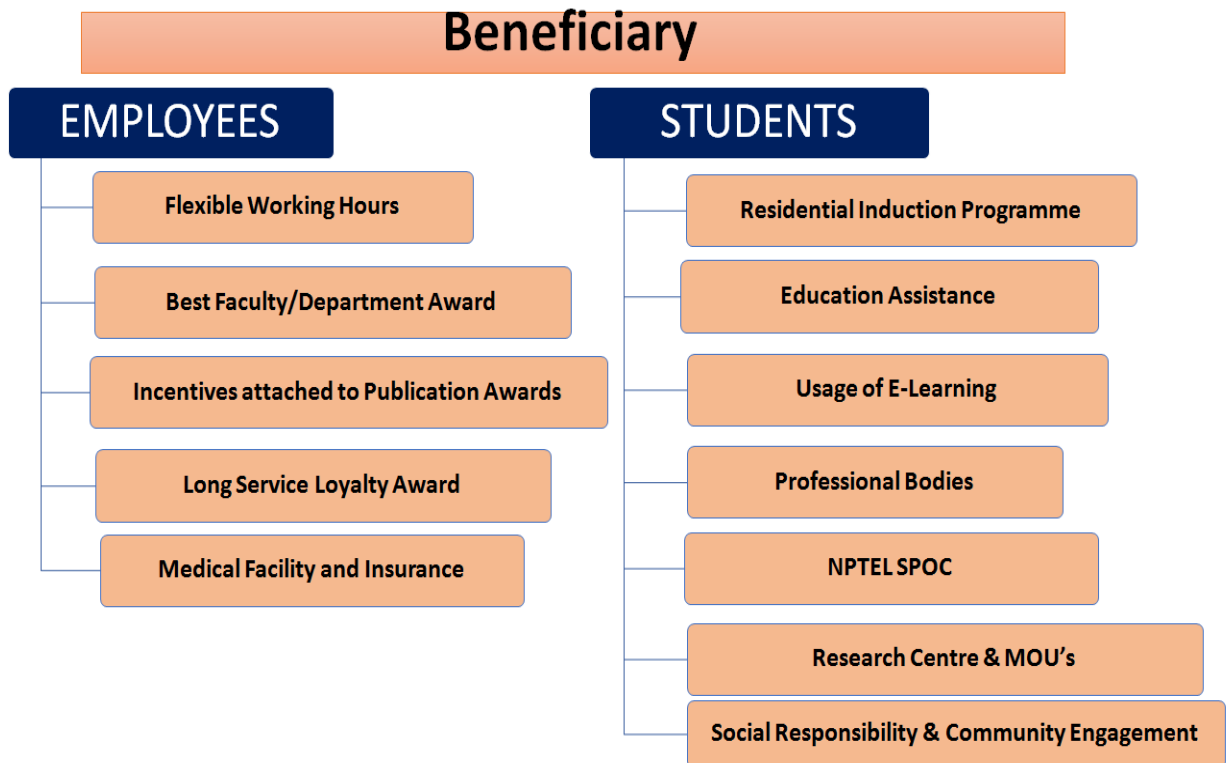 Beneficiary
EMPLOYEES
Flexible Working Hours
Best Faculty/Department Award
Incentives attached to Publication Awards
Long Service Loyalty Award
Medical Facility and Insurance
STUDENTS
Residential Induction Programme
Education Assistance
Usage of E-Learning
Professional Bodies
NPTEL SPOC
Research Centre & MOU’s
Social Responsibility & Community Engagement